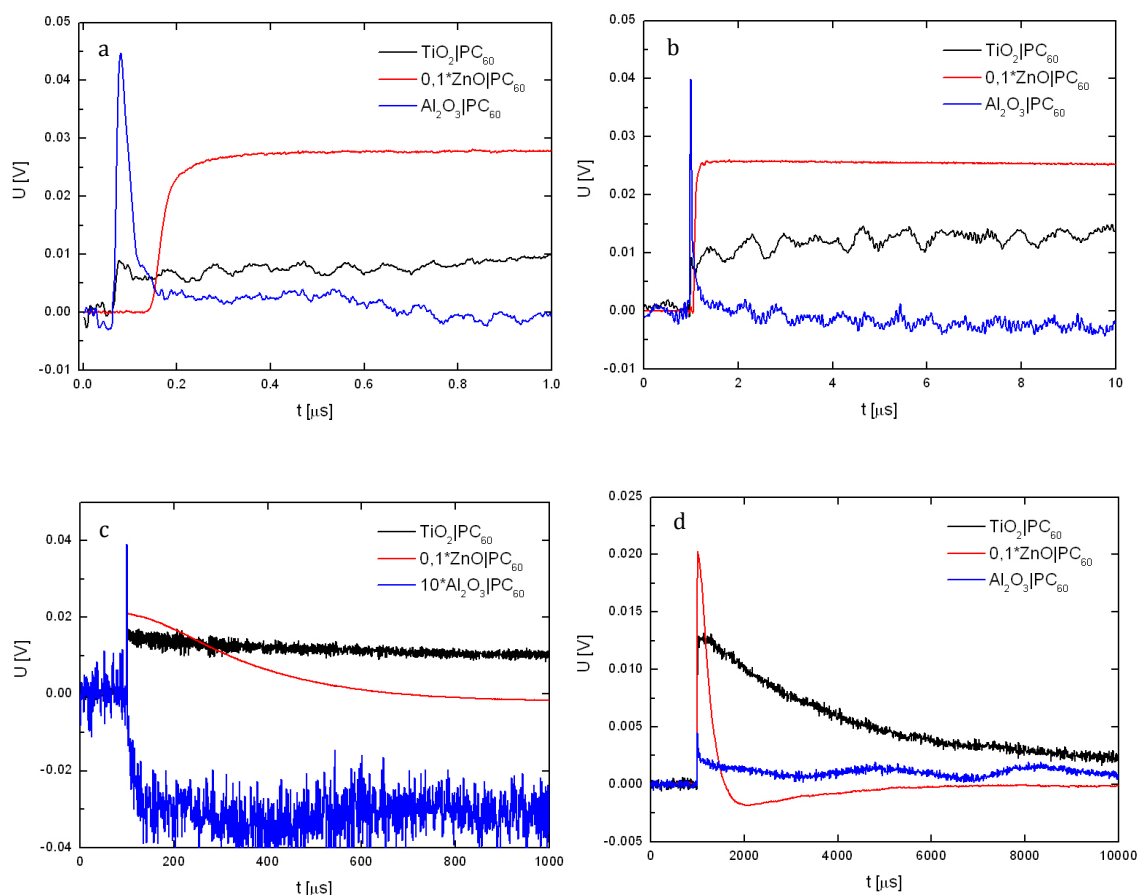 a
TiO2|PC60
0,1*ZnO|PC60
Al2O3|PC60
0.05
0.04
0.03
0.02
0.01
0.00
-0.01
U [V]
0.0 0.2 0.4 0.6 0.8 1.0
t [μs]
b
TiO2|PC60
0,1*ZnO|PC60
Al2O3|PC60
0.05
0.04
0.03
0.02
0.01
0.00
-0.01
U [V]
0 2 4 6 8 10
t [μs]
c
TiO2|PC60
0,1*ZnO|PC60
10*Al2O3|PC60
0.04
0.02
0.00
-0.02
-0.04
U [V]
0 200 400 600 800 1000
t [μs]
d
TiO2|PC60
0,1*ZnO|PC60
Al2O3|PC60
0.025
0.020
0.015
0.010
0.005
0.000
-0.005
U [V]
0 2000 4000 6000 8000 10000
t [μs]